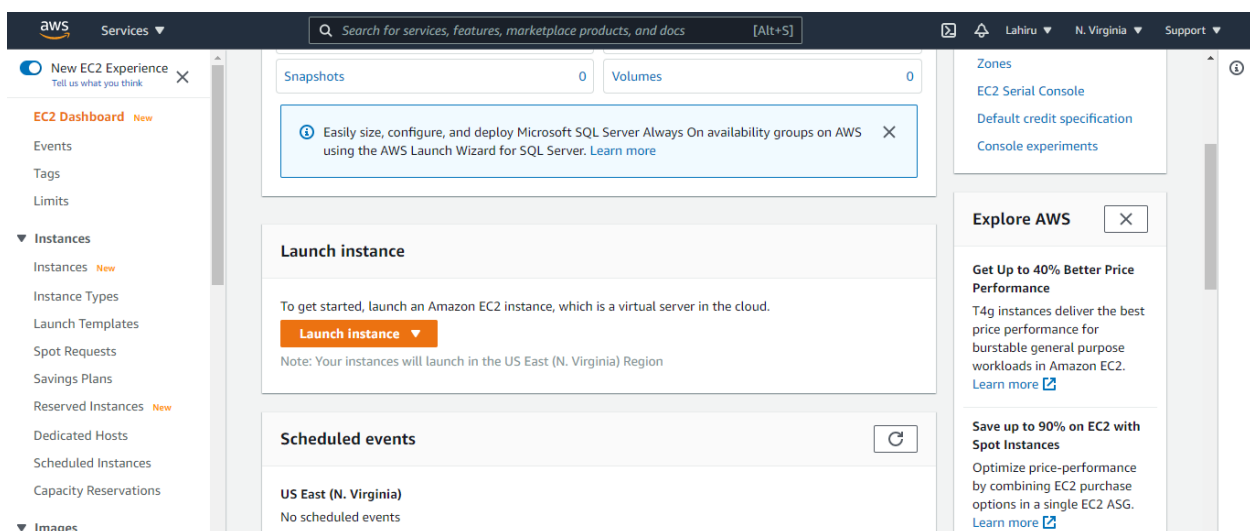 aws
Services ▼
Search for services, features, marketplace products, and docs [Alt+S]
Lahiru ▼
N. Virginia ▼
Support ▼
New EC2 Experience
Tell us what you think
EC2 Dashboard New
Events
Tags
Limits
▼ Instances
Instances New
Instance Types
Launch Templates
Spot Requests
Savings Plans
Reserved Instances New
Dedicated Hosts
Scheduled Instances
Capacity Reservations
▼ Images
Snapshots 0
Volumes 0
Easily size, configure, and deploy Microsoft SQL Server Always On availability groups on AWS
using the AWS Launch Wizard for SQL Server. Learn more
Launch instance
To get started, launch an Amazon EC2 instance, which is a virtual server in the cloud.
Launch instance ▼
Note: Your instances will launch in the US East (N. Virginia) Region
Scheduled events
US East (N. Virginia)
No scheduled events
Zones
EC2 Serial Console
Default credit specification
Console experiments
Explore AWS
Get Up to 40% Better Price
Performance
T4g instances deliver the best
price performance for
burstable general purpose
workloads in Amazon EC2.
Learn more
Save up to 90% on EC2 with
Spot Instances
Optimize price-performance
by combining EC2 purchase
options in a single EC2 ASG.
Learn more